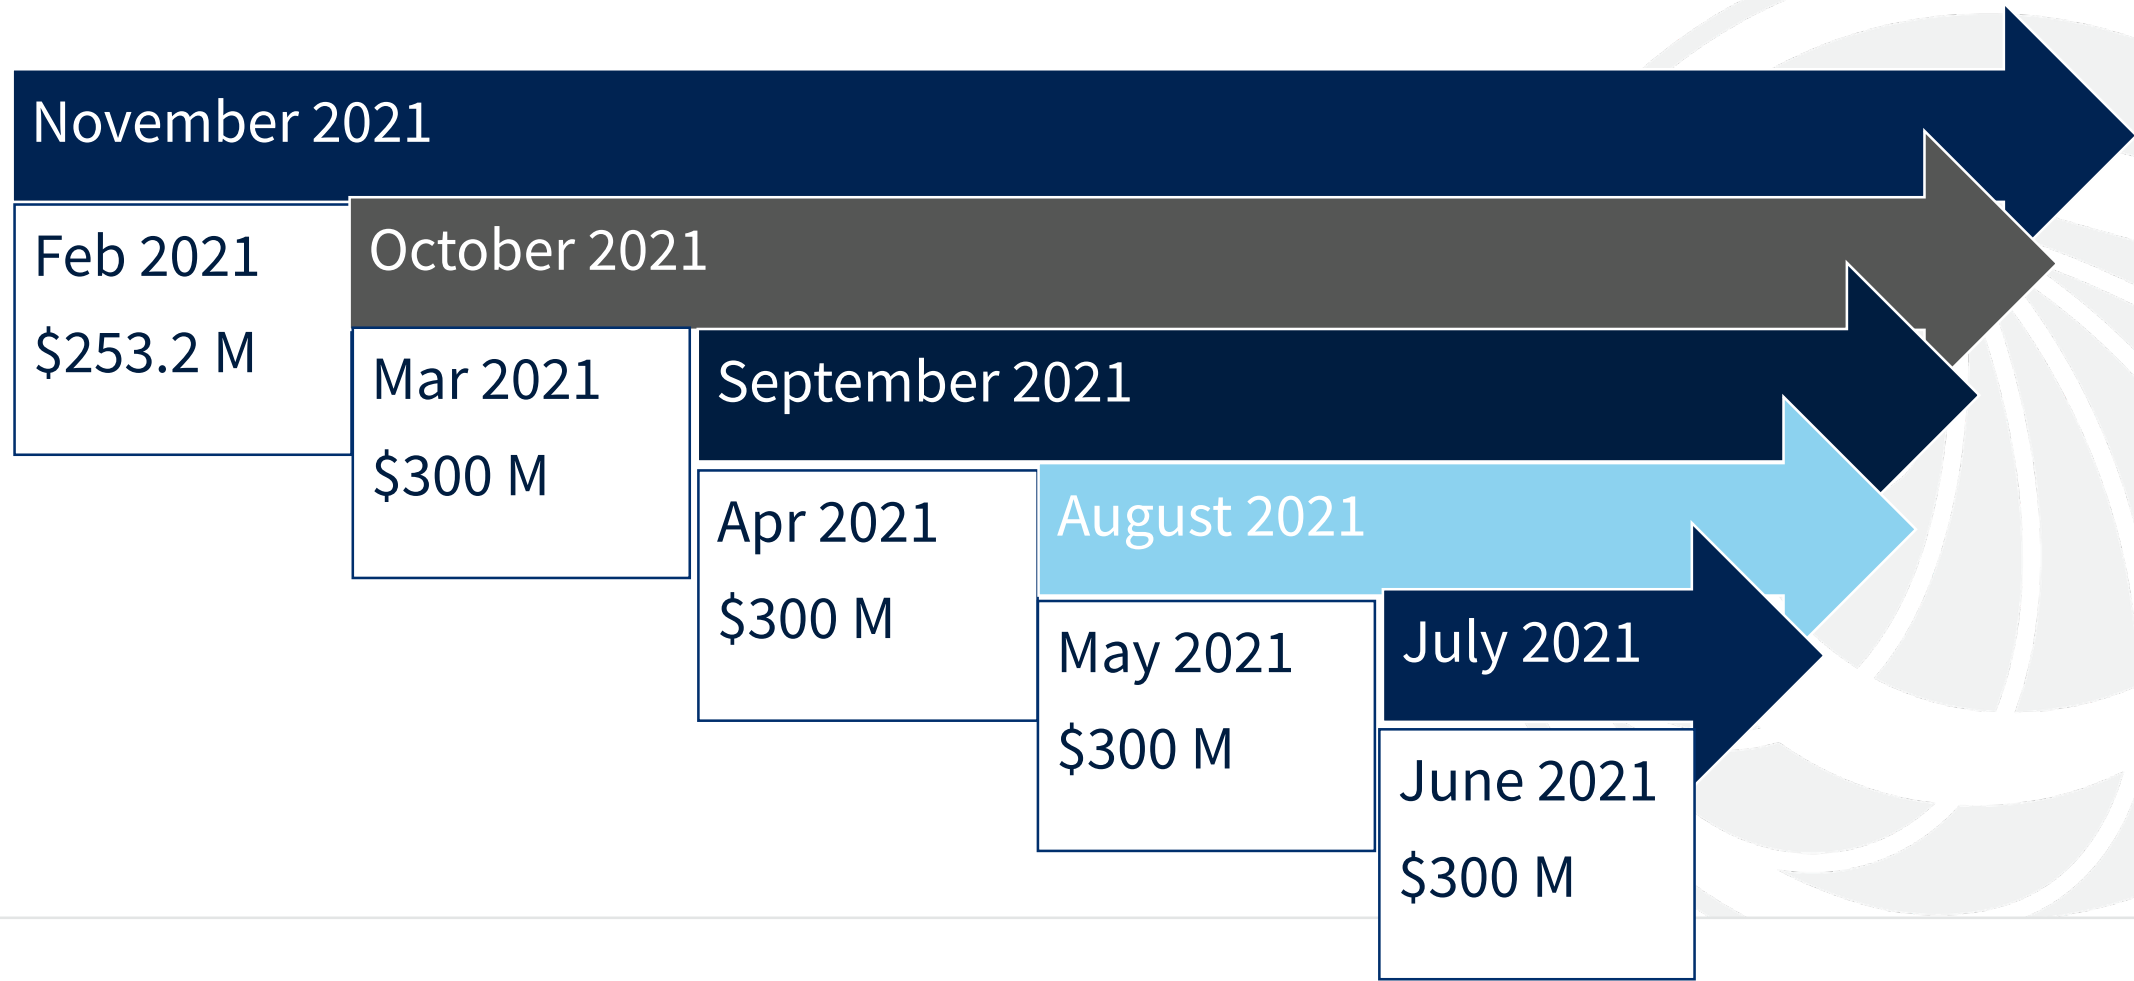 November 2021
Feb 2021
$253.2 M
October 2021
Mar 2021
$300 M
September 2021
Apr 2021
$300 M
August 2021
May 2021
$300 M
July 2021
June 2021
$300 M